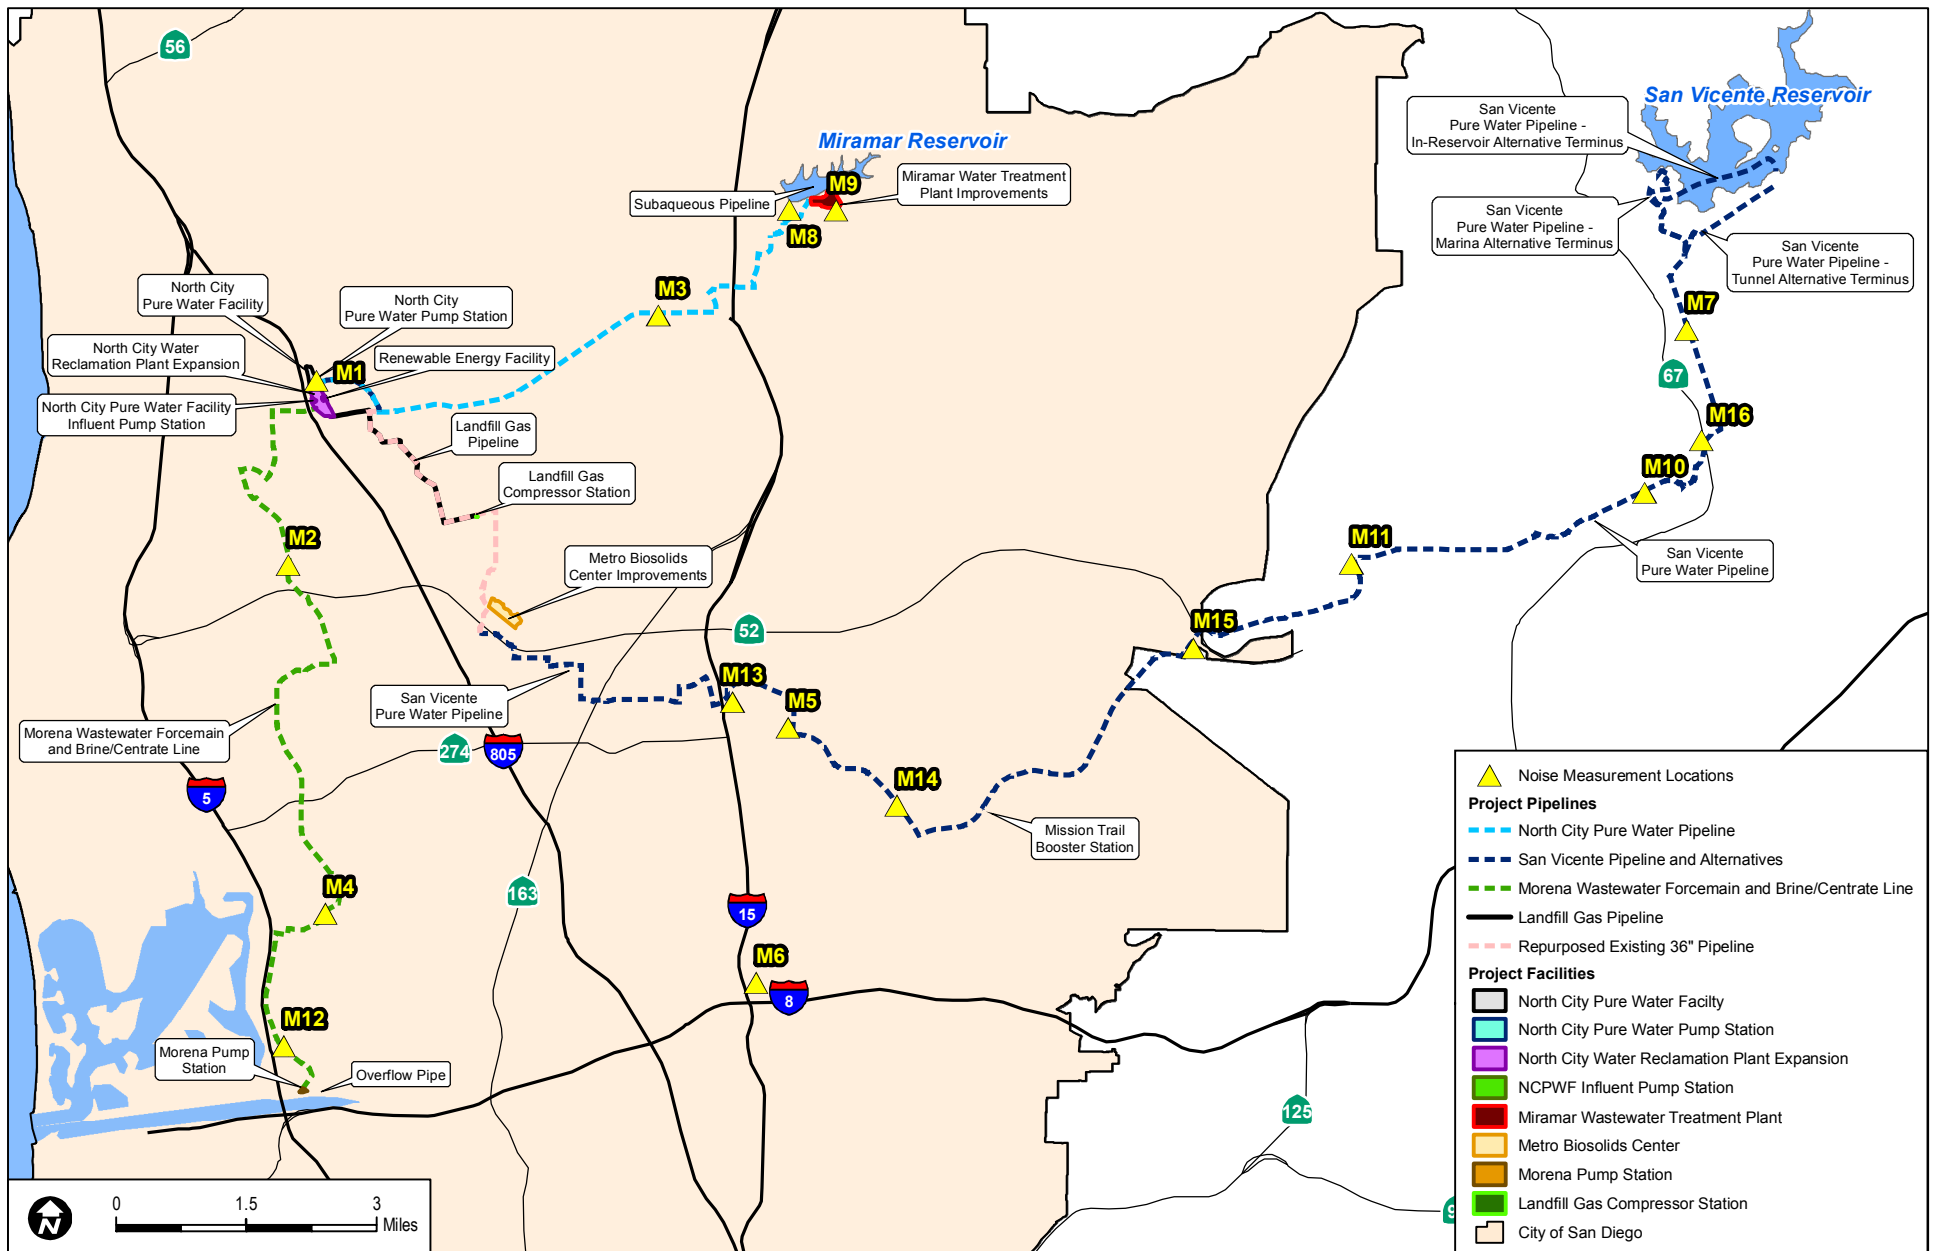 56
San Vicente Reservoir
San Vicente
Pure Water Pipeline -
In-Reservoir Alternative Terminus
Miramar Reservoir
M9
Miramar Water Treatment
Plant Improvements
Subaqueous Pipeline
M8
San Vicente
Pure Water Pipeline -
Marina Alternative Terminus
San Vicente
Pure Water Pipeline -
Tunnel Alternative Terminus
North City
Pure Water Facility
North City
Pure Water Pump Station
M3
M7
North City Water
Reclamation Plant Expansion
Renewable Energy Facility
M1
67
North City Pure Water Facility
Influent Pump Station
M16
Landfill Gas
Pipeline
Landfill Gas
Compressor Station
M10
M2
M11
Metro Biosolids
Center Improvements
San Vicente
Pure Water Pipeline
52
M15
M13
San Vicente
Pure Water Pipeline
M5
Morena Wastewater Forcemain
and Brine/Centrate Line
274
805
5
M14
Mission Trail
Booster Station
M4
163
15
M6
8
M12
Morena Pump
Station
Overflow Pipe
125
9
N
0
1.5
3
Miles
Noise Measurement Locations
Project Pipelines
North City Pure Water Pipeline
San Vicente Pipeline and Alternatives
Morena Wastewater Forcemain and Brine/Centrate Line
Landfill Gas Pipeline
Repurposed Existing 36" Pipeline
Project Facilities
North City Pure Water Facilty
North City Pure Water Pump Station
North City Water Reclamation Plant Expansion
NCPWF Influent Pump Station
Miramar Wastewater Treatment Plant
Metro Biosolids Center
Morena Pump Station
Landfill Gas Compressor Station
City of San Diego